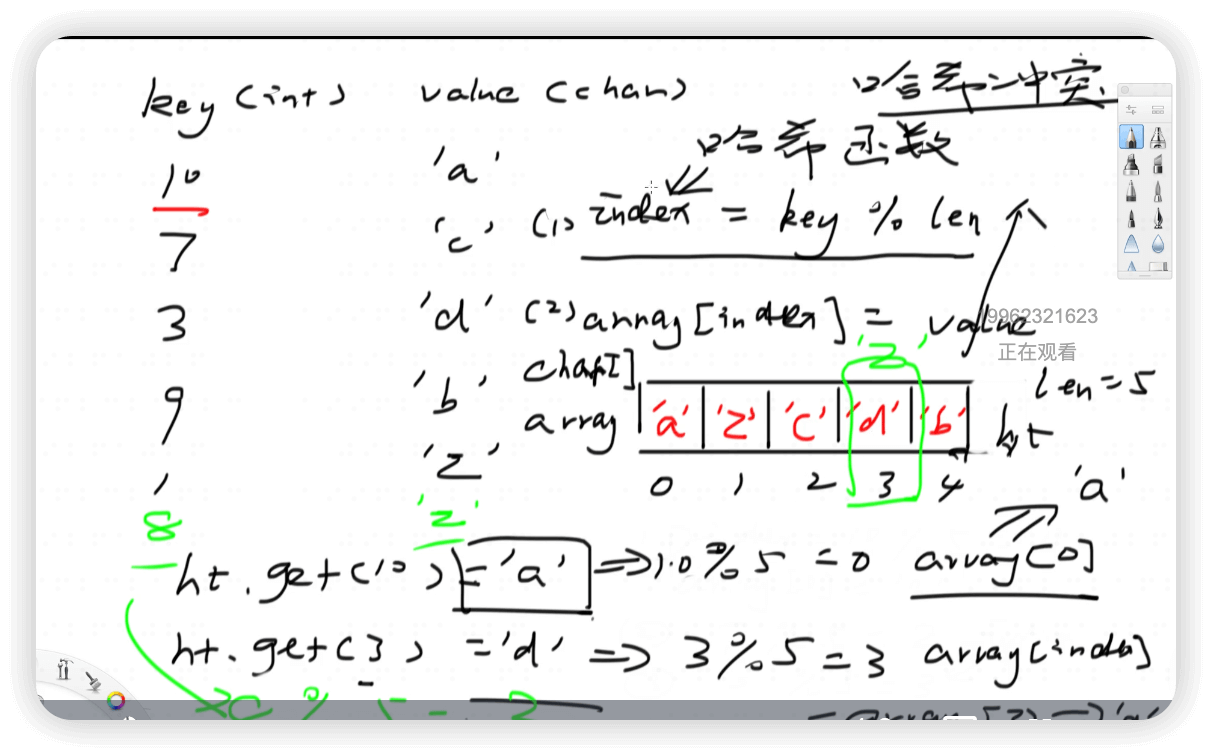 key (int) value (char) 哈希冲突
哈希函数
10 'a'
7 'c' (1) index = key % len
3 'd' (2) array[index] = value
19962321623
正在观看
'z'
9 'b' char[] len=5
array 'a' 'z' 'c' 'd' 'b' ht
1 'z' 0 1 2 3 4 'a'
8 'z'
ht.get(10) = 'a' => 10 % 5 = 0 array[0]
ht.get(3) = 'd' => 3 % 5 = 3 array[index]